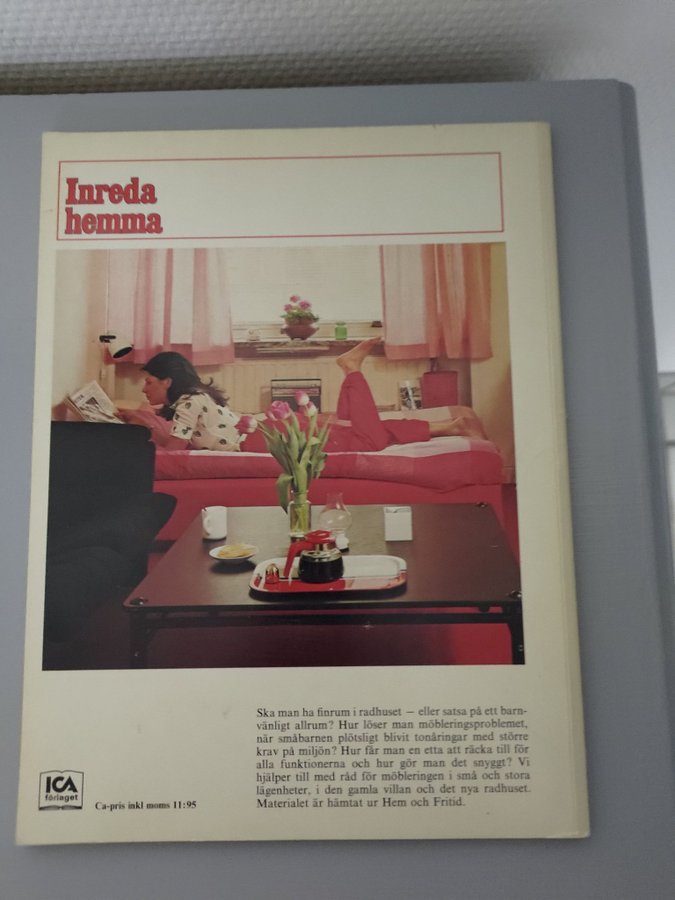 Inreda
hemma
Ska man ha finrum i radhuset – eller satsa på ett barn-
vänligt allrum? Hur löser man möbleringsproblemet,
när småbarnen plötsligt blivit tonåringar med större
krav på miljön? Hur får man en etta att räcka till för
alla funktionerna och hur gör man det snyggt? Vi
hjälper till med råd för möbleringen i små och stora
lägenheter, i den gamla villan och det nya radhuset.
Materialet är hämtat ur Hem och Fritid.
ICA
förlaget
Ca-pris inkl moms 11:95